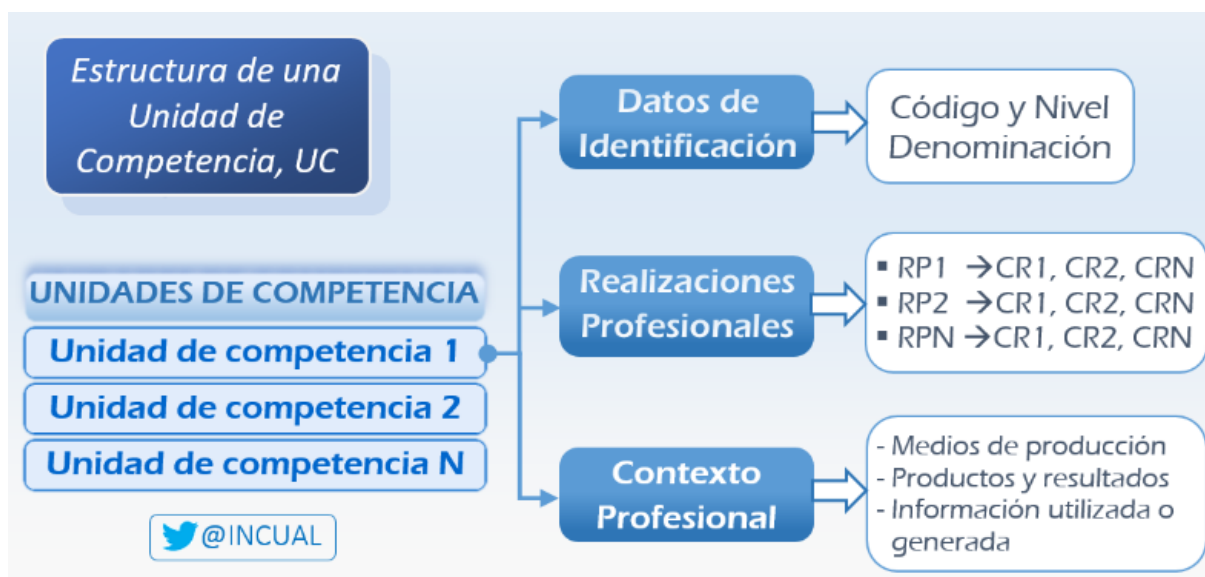 Estructura de una
Unidad de
Competencia, UC
UNIDADES DE COMPETENCIA
Unidad de competencia 1
Unidad de competencia 2
Unidad de competencia N
@INCUAL
Datos de
Identificación
Código y Nivel
Denominación
Realizaciones
Profesionales
▪ RP1 →CR1, CR2, CRN
▪ RP2 →CR1, CR2, CRN
▪ RPN →CR1, CR2, CRN
Contexto
Profesional
- Medios de producción
- Productos y resultados
- Información utilizada o
generada